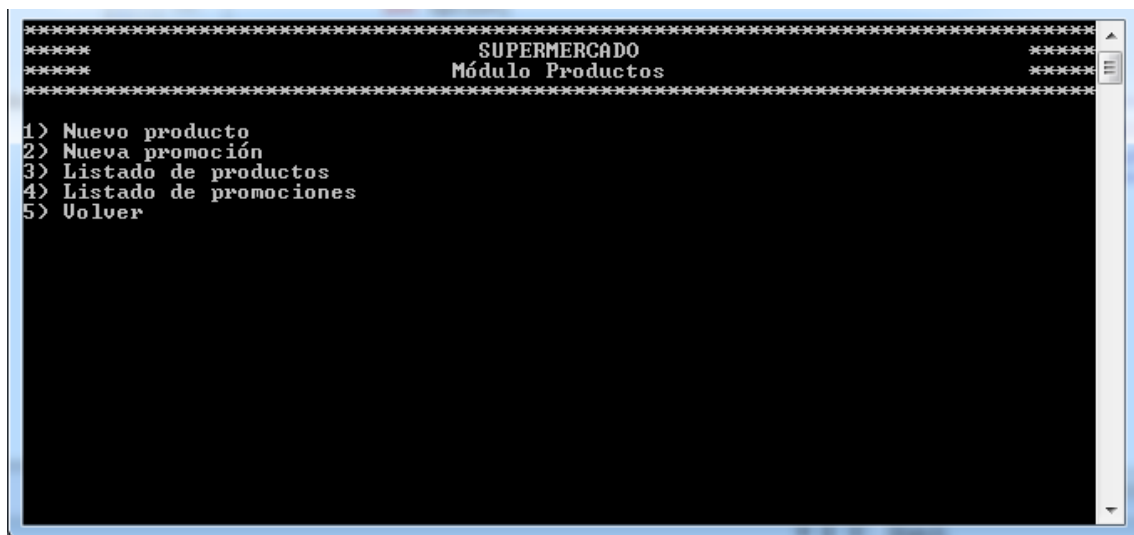 ********************************************************************************
***** SUPERMERCADO *****
***** Módulo Productos *****
********************************************************************************
1) Nuevo producto
2) Nueva promoción
3) Listado de productos
4) Listado de promociones
5) Volver